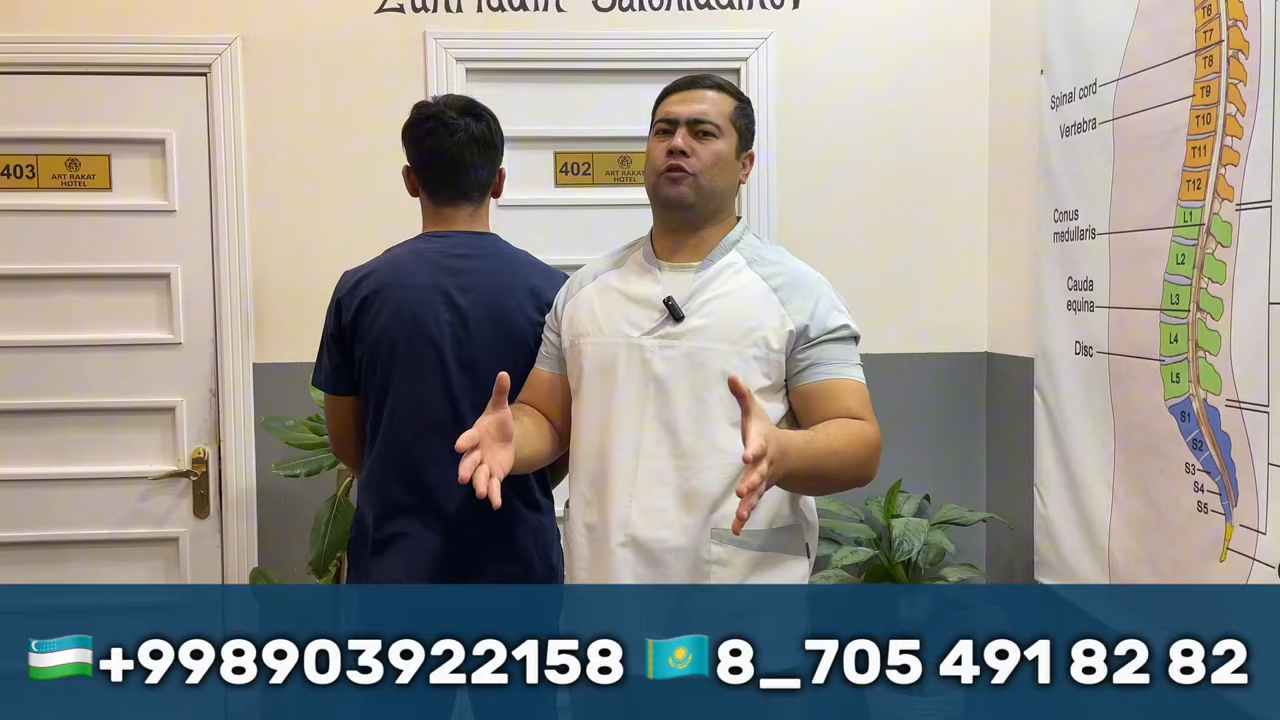 T6
T7
T8
T9
T10
T11
T12
L1
L2
L3
L4
L5
S1
S2
S3
S4
S5
Spinal cord
Vertebra
Conus
medullaris
Cauda
equina
Disc
403
ART RAKAT
HOTEL
402
ART RAKAT
HOTEL
+998903922158 8_705 491 82 82